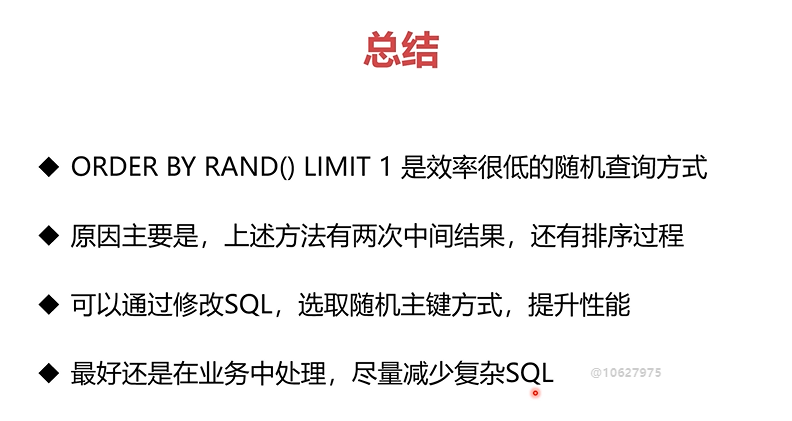 总结
◆ ORDER BY RAND() LIMIT 1 是效率很低的随机查询方式
◆ 原因主要是，上述方法有两次中间结果，还有排序过程
◆ 可以通过修改SQL，选取随机主键方式，提升性能
◆ 最好还是在业务中处理，尽量减少复杂SQL
@10627975